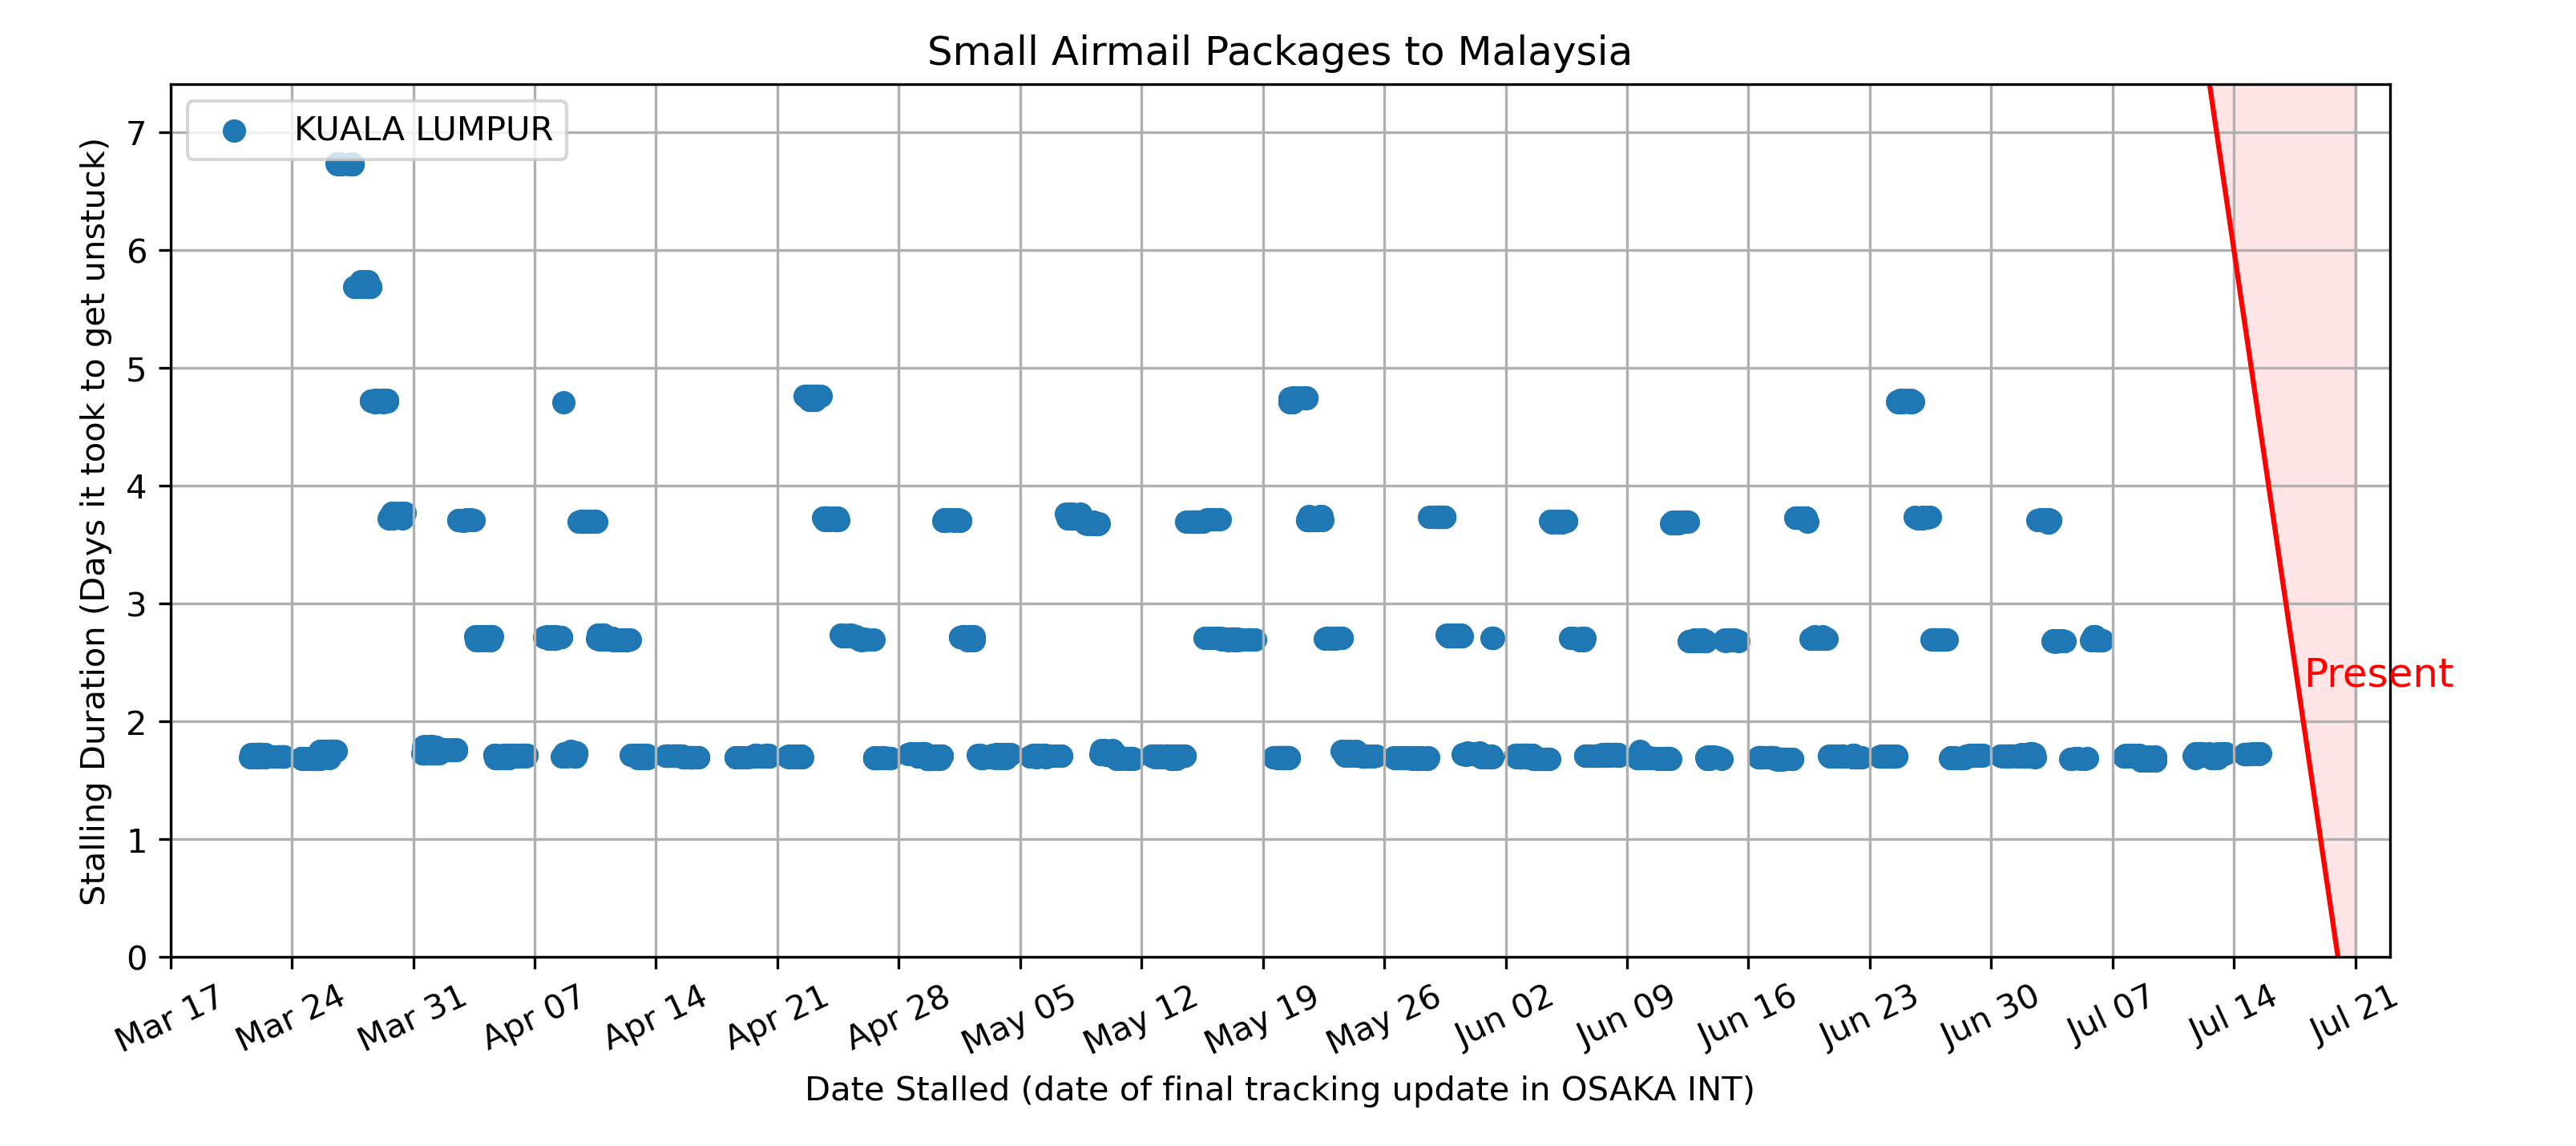 Small Airmail Packages to Malaysia
KUALA LUMPUR
Stalling Duration (Days it took to get unstuck)
7
6
5
4
3
2
1
0
Present
Mar 17
Mar 24
Mar 31
Apr 07
Apr 14
Apr 21
Apr 28
May 05
May 12
May 19
May 26
Jun 02
Jun 09
Jun 16
Jun 23
Jun 30
Jul 07
Jul 14
Jul 21
Date Stalled (date of final tracking update in OSAKA INT)